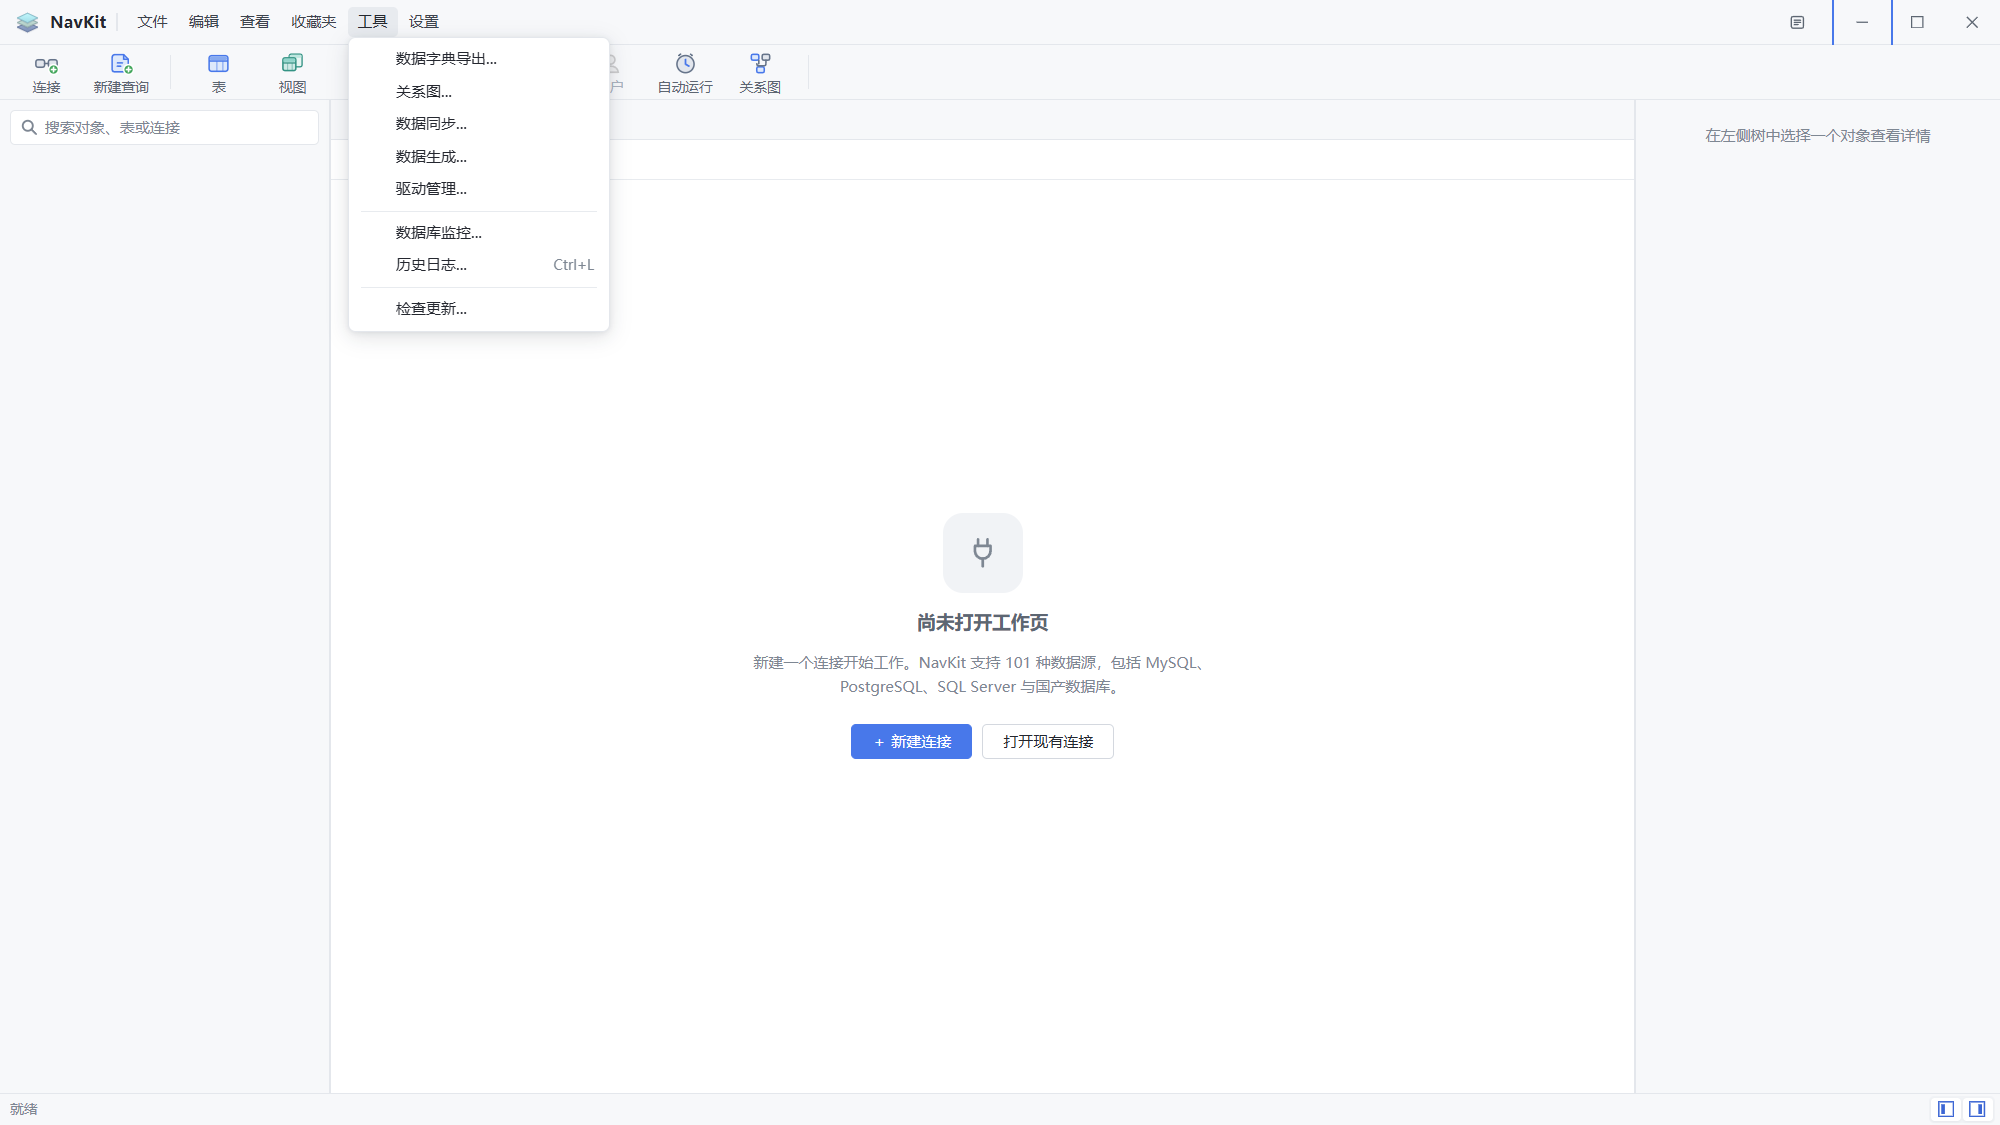 NavKit 文件 编辑 查看 收藏夹 工具 设置
连接 新建查询 表 视图 户 自动运行 关系图
数据字典导出...
关系图...
数据同步...
数据生成...
驱动管理...
数据库监控...
历史日志... Ctrl+L
检查更新...
搜索对象、表或连接
在左侧树中选择一个对象查看详情
尚未打开工作页
新建一个连接开始工作。NavKit 支持 101 种数据源，包括 MySQL、
PostgreSQL、SQL Server 与国产数据库。
+ 新建连接 打开现有连接
就绪